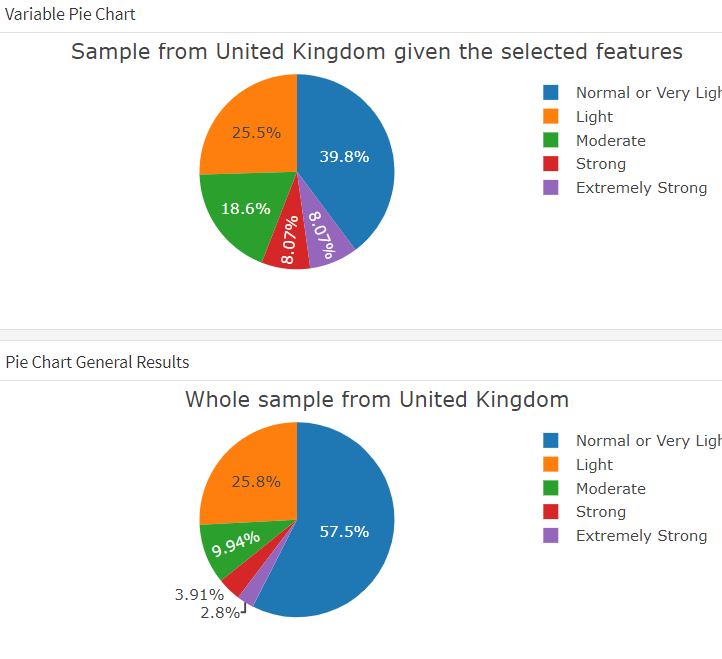 Variable Pie Chart
Sample from United Kingdom given the selected features
Normal or Very Ligh
Light
Moderate
Strong
Extremely Strong
25.5%
39.8%
18.6%
8.07%
8.07%
Pie Chart General Results
Whole sample from United Kingdom
Normal or Very Ligh
Light
Moderate
Strong
Extremely Strong
25.8%
57.5%
9.94%
3.91%
2.8%